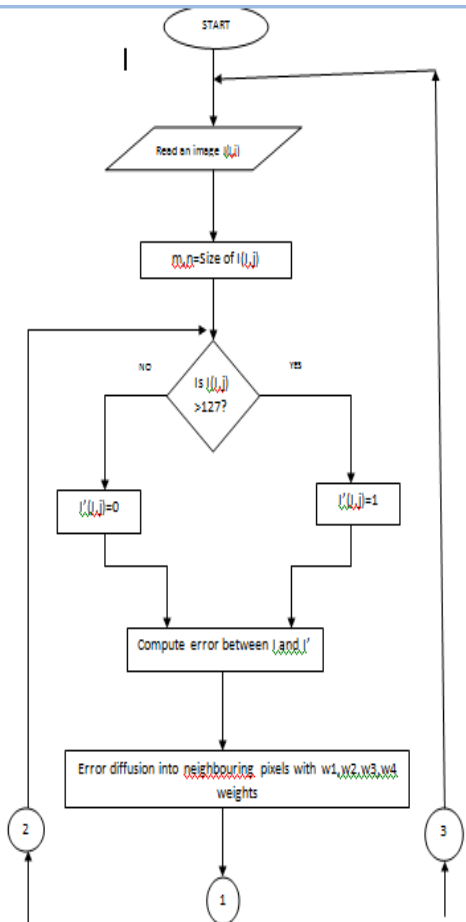 START
Read an image I(I,j)
m,n=Size of I(I,j)
NO
YES
Is I(I,j)
>127?
I'(I,j)=0
I'(I,j)=1
Compute error between I and I'
Error diffusion into neighbouring pixels with w1,w2,w3,w4
weights
2
3
1